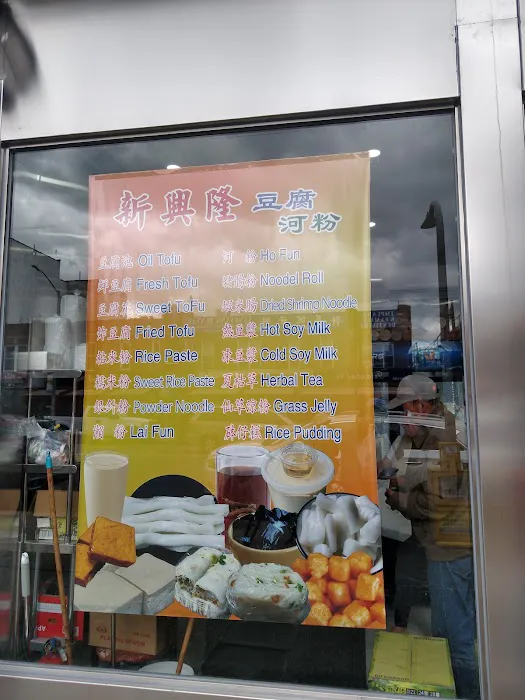 新興隆 豆腐
河粉
豆腐泡 Oil Tofu
鮮豆腐 Fresh Tofu
豆腐花 Sweet ToFu
炸豆腐 Fried Tofu
粘米粉 Rice Paste
糯米粉 Sweet Rice Paste
銀針粉 Powder Noodle
瀨 粉 Lai Fun
河 粉 Ho Fun
豬腸粉 Noodel Roll
蝦米腸 Dried Shrimp Noodle
熱豆漿 Hot Soy Milk
凍豆漿 Cold Soy Milk
夏枯草 Herbal Tea
仙草涼粉 Grass Jelly
砵仔糕 Rice Pudding